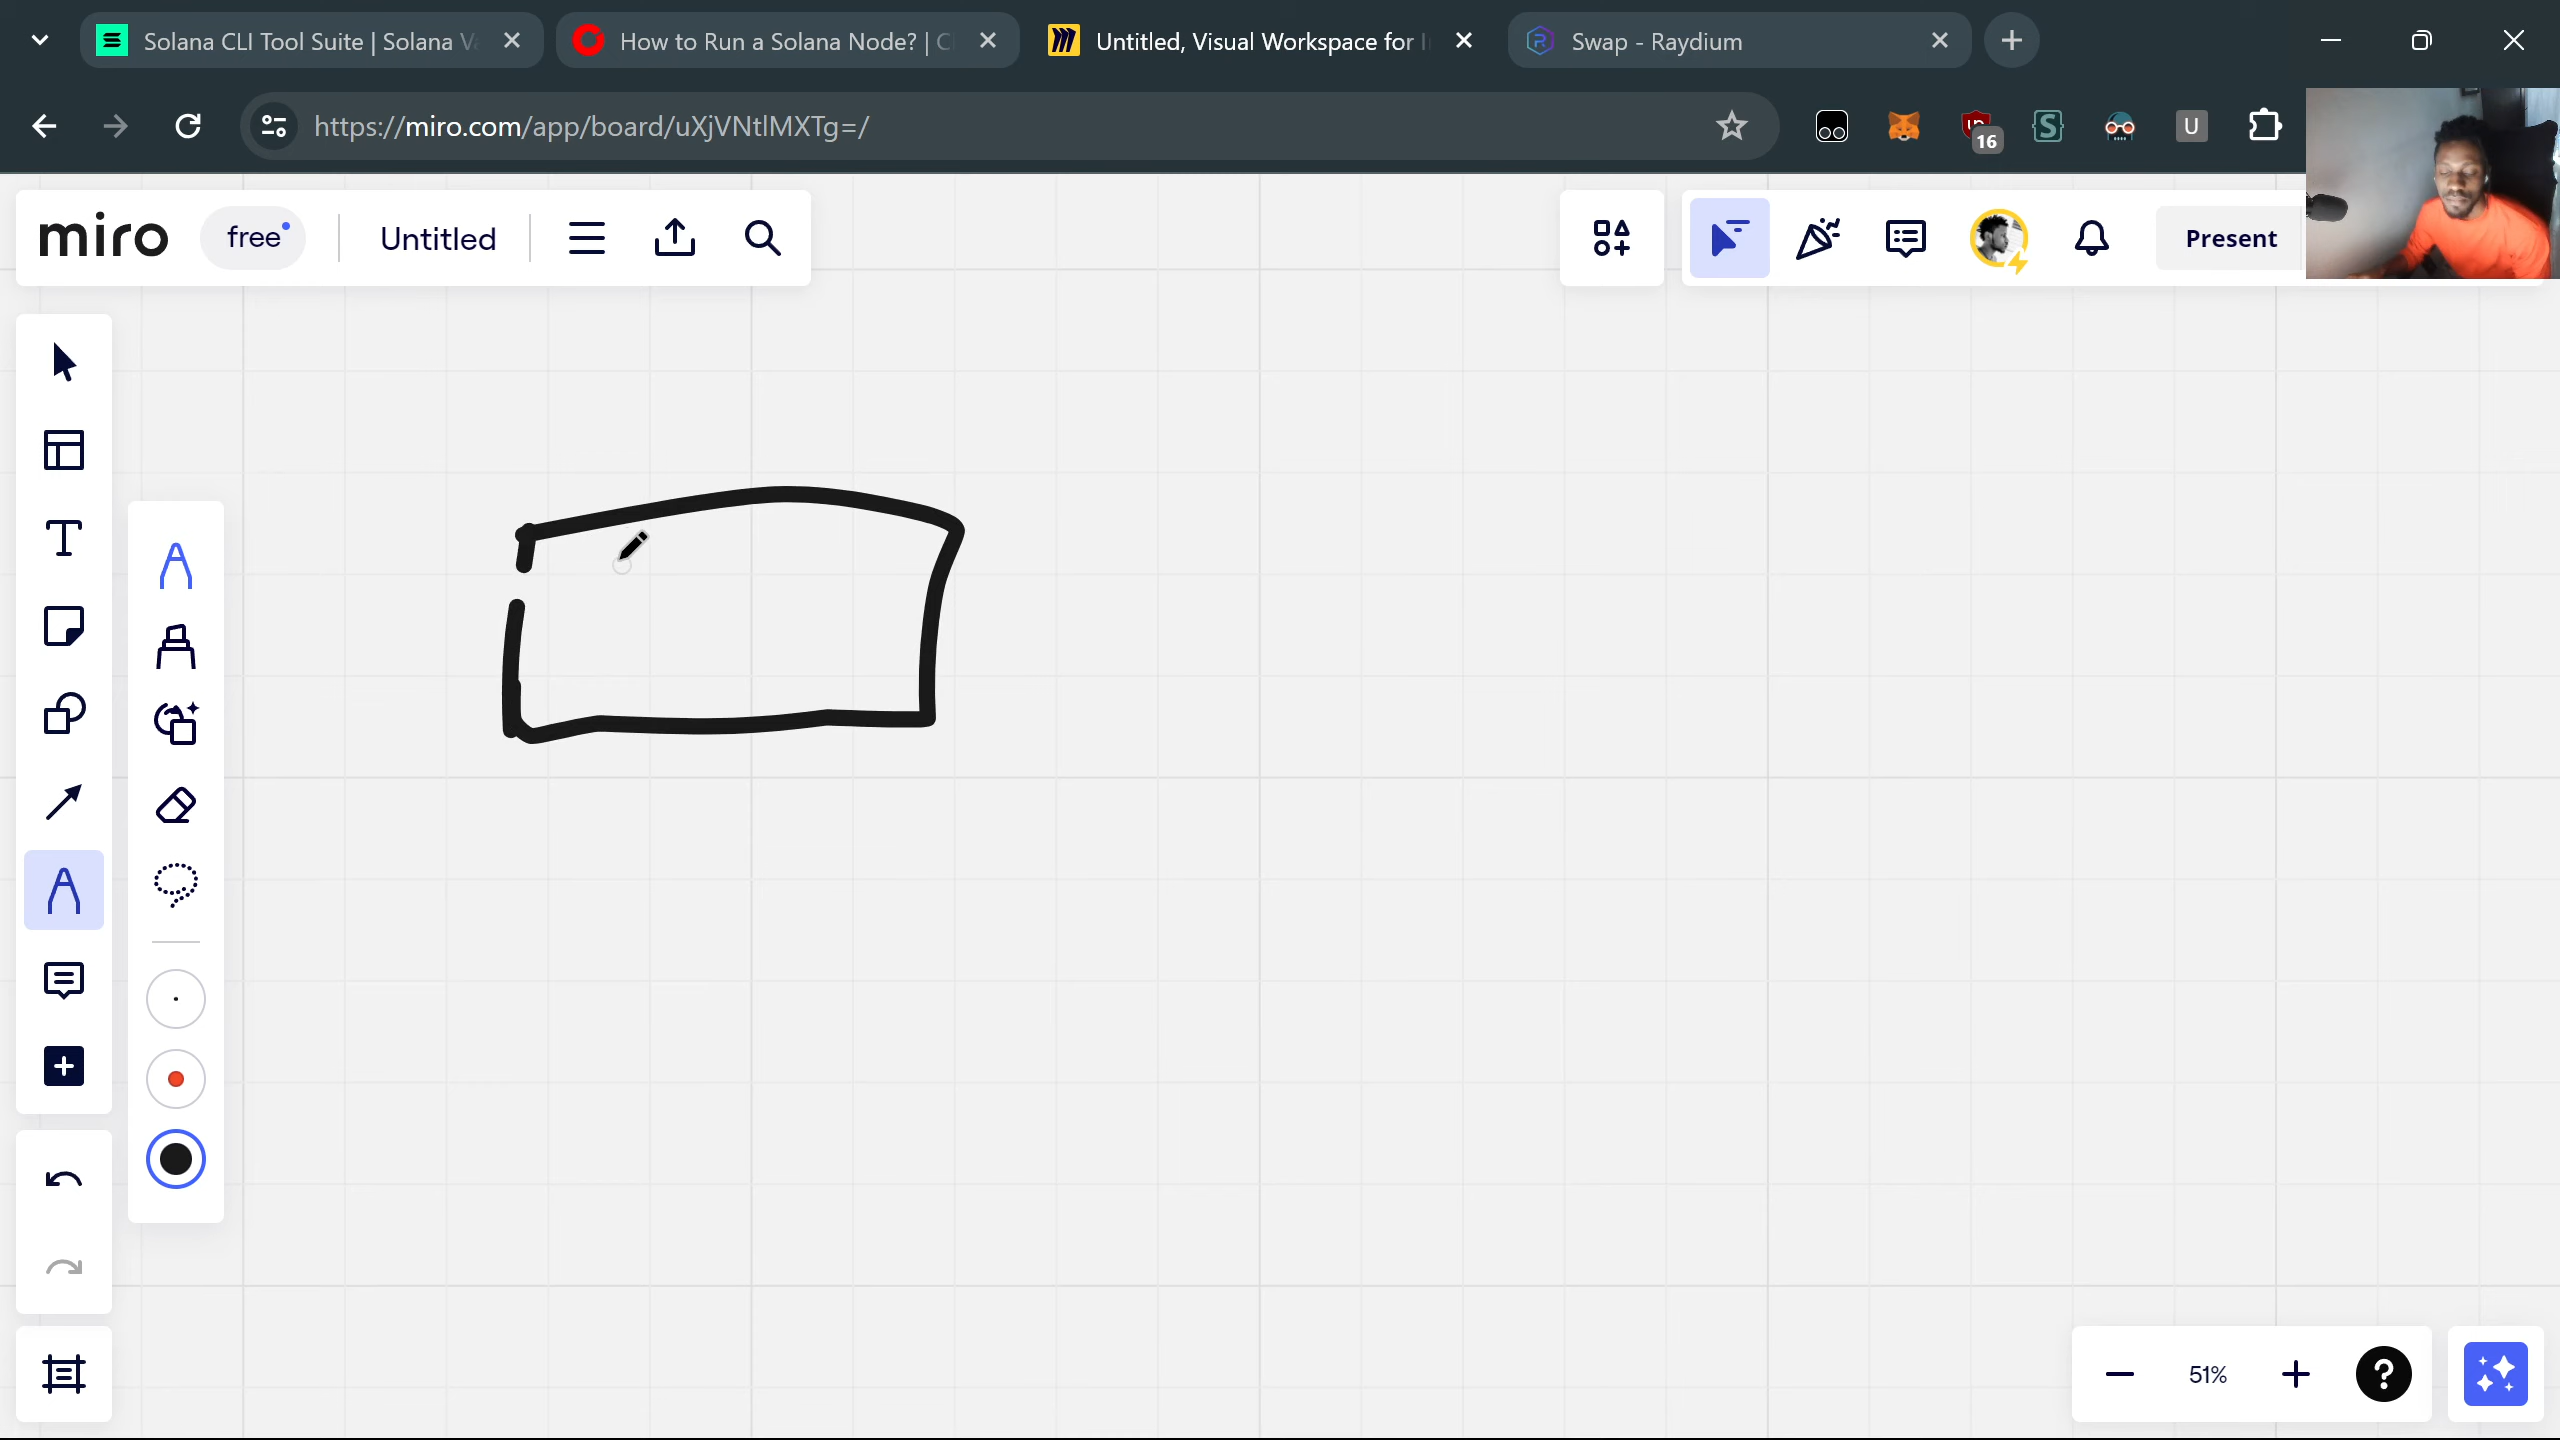 Solana CLI Tool Suite | Solana Va
How to Run a Solana Node? | C
Untitled, Visual Workspace for I
Swap - Raydium
https://miro.com/app/board/uXjVNtlMXTg=/
16
U
miro
free
Untitled
Present
51%